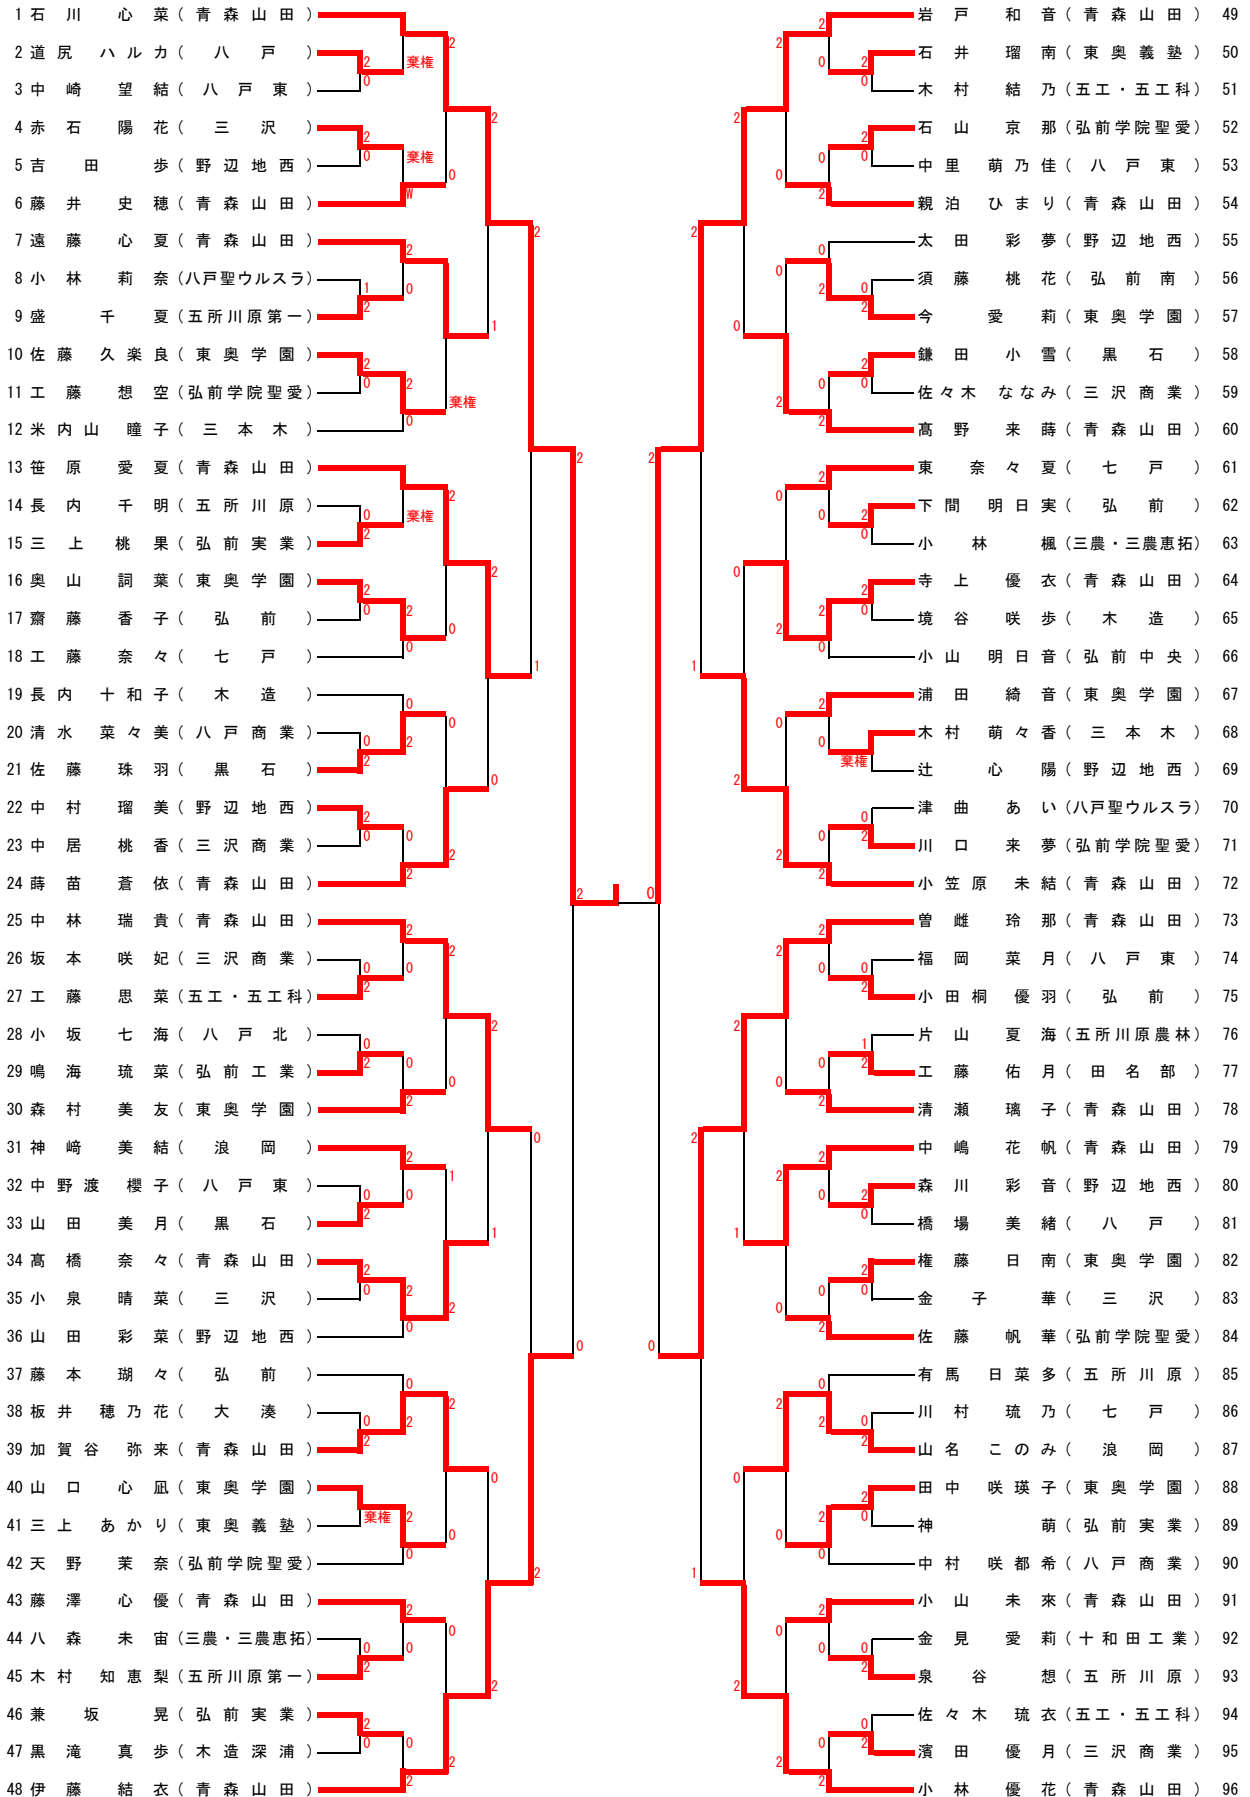 1 石川 心菜 (青森山田)
2 道尻 ハルカ (八戸)
3 中崎 望結 (八戸東)
4 赤石 陽花 (三沢)
5 吉田 歩 (野辺地西)
6 藤井 史穂 (青森山田)
7 遠藤 心夏 (青森山田)
8 小林 莉奈 (八戸聖ウルスラ)
9 盛 千夏 (五所川原第一)
10 佐藤 久楽良 (東奥学園)
11 工藤 想空 (弘前学院聖愛)
12 米内山 瞳子 (三本木)
13 笹原 愛夏 (青森山田)
14 長内 千明 (五所川原)
15 三上 桃果 (弘前実業)
16 奥山 詞葉 (東奥学園)
17 齋藤 香子 (弘前)
18 工藤 奈々 (七戸)
19 長内 十和子 (木造)
20 清水 菜々美 (八戸商業)
21 佐藤 珠羽 (黒石)
22 中村 瑠美 (野辺地西)
23 中居 桃香 (三沢商業)
24 蒔苗 蒼依 (青森山田)
25 中林 瑞貴 (青森山田)
26 坂本 咲妃 (三沢商業)
27 工藤 思菜 (五工・五工科)
28 小坂 七海 (八戸北)
29 鳴海 琉菜 (弘前工業)
30 森村 美友 (東奥学園)
31 神﨑 美結 (浪岡)
32 中野渡 櫻子 (八戸東)
33 山田 美月 (黒石)
34 髙橋 奈々 (青森山田)
35 小泉 晴菜 (三沢)
36 山田 彩菜 (野辺地西)
37 藤本 瑚々 (弘前)
38 板井 穂乃花 (大湊)
39 加賀谷 弥来 (青森山田)
40 山口 心凪 (東奥学園)
41 三上 あかり (東奥義塾)
42 天野 茉奈 (弘前学院聖愛)
43 藤澤 心優 (青森山田)
44 八森 未宙 (三農・三農恵拓)
45 木村 知恵梨 (五所川原第一)
46 兼坂 晃 (弘前実業)
47 黒滝 真歩 (木造深浦)
48 伊藤 結衣 (青森山田)
岩戸 和音 (青森山田) 49
石井 瑠南 (東奥義塾) 50
木村 結乃 (五工・五工科) 51
石山 京那 (弘前学院聖愛) 52
中里 萌乃佳 (八戸東) 53
親泊 ひまり (青森山田) 54
太田 彩夢 (野辺地西) 55
須藤 桃花 (弘前南) 56
今 愛莉 (東奥学園) 57
鎌田 小雪 (黒石) 58
佐々木 ななみ (三沢商業) 59
髙野 来蒔 (青森山田) 60
東 奈々夏 (七戸) 61
下間 明日実 (弘前) 62
小林 楓 (三農・三農恵拓) 63
寺上 優衣 (青森山田) 64
境谷 咲歩 (木造) 65
小山 明日音 (弘前中央) 66
浦田 綺音 (東奥学園) 67
木村 萌々香 (三本木) 68
辻 心陽 (野辺地西) 69
津曲 あい (八戸聖ウルスラ) 70
川口 来夢 (弘前学院聖愛) 71
小笠原 未結 (青森山田) 72
曽雌 玲那 (青森山田) 73
福岡 菜月 (八戸東) 74
小田桐 優羽 (弘前) 75
片山 夏海 (五所川原農林) 76
工藤 佑月 (田名部) 77
清瀬 璃子 (青森山田) 78
中嶋 花帆 (青森山田) 79
森川 彩音 (野辺地西) 80
橋場 美緒 (八戸) 81
権藤 日南 (東奥学園) 82
金子 華 (三沢) 83
佐藤 帆華 (弘前学院聖愛) 84
有馬 日菜多 (五所川原) 85
川村 琉乃 (七戸) 86
山名 このみ (浪岡) 87
田中 咲瑛子 (東奥学園) 88
神 萌 (弘前実業) 89
中村 咲都希 (八戸商業) 90
小山 未來 (青森山田) 91
金見 愛莉 (十和田工業) 92
泉谷 想 (五所川原) 93
佐々木 琉衣 (五工・五工科) 94
濱田 優月 (三沢商業) 95
小林 優花 (青森山田) 96
棄権
棄権
W
棄権
棄権
棄権
棄権